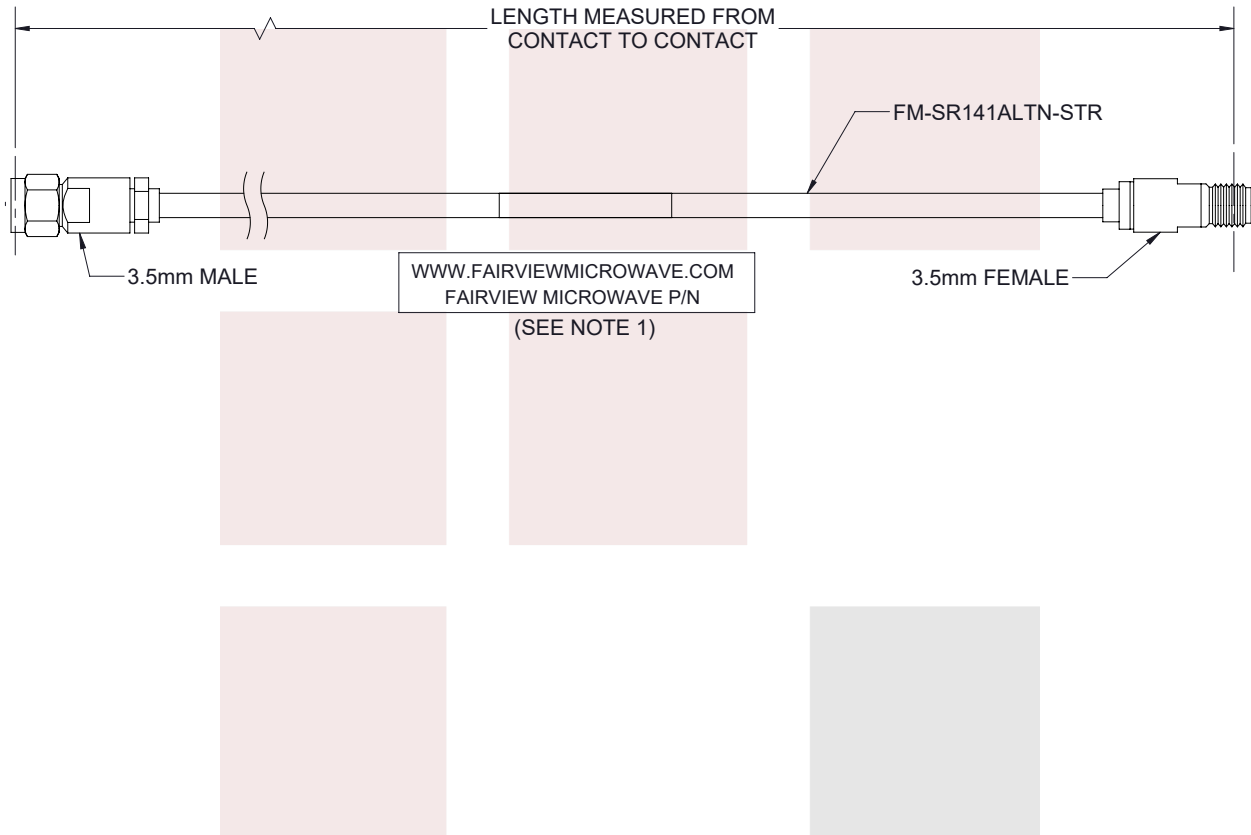 LENGTH MEASURED FROM
CONTACT TO CONTACT
FM-SR141ALTN-STR
3.5mm MALE
WWW.FAIRVIEWMICROWAVE.COM
FAIRVIEW MICROWAVE P/N
(SEE NOTE 1)
3.5mm FEMALE